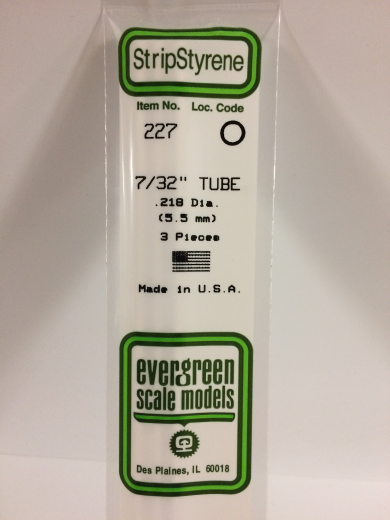 StripStyrene
Item No. Loc. Code
227 O
7/32" TUBE
.218 Dia.
(5.5 mm)
3 Pieces
Made in U.S.A.
evergreen
scale models
Des Plaines, IL 60018